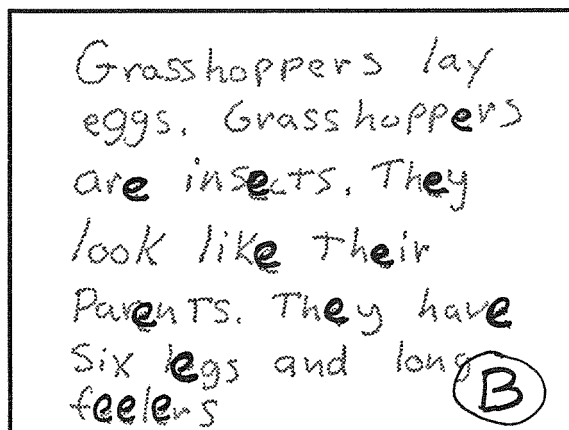 Grasshoppers lay
eggs. Grasshoppers
are insects. They
look like Their
Parents. They have
Six legs and long
feelers
B